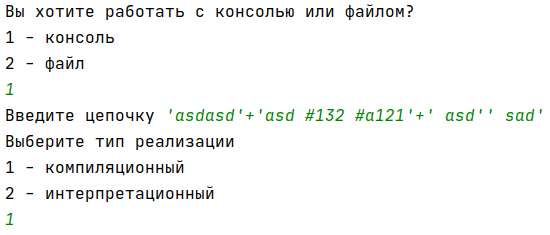 Вы хотите работать с консолью или файлом?
1 - консоль
2 - файл
1
Введите цепочку 'asdasd'+'asd #132 #a121'+' asd'' sad'
Выберите тип реализации
1 - компиляционный
2 - интерпретационный
1